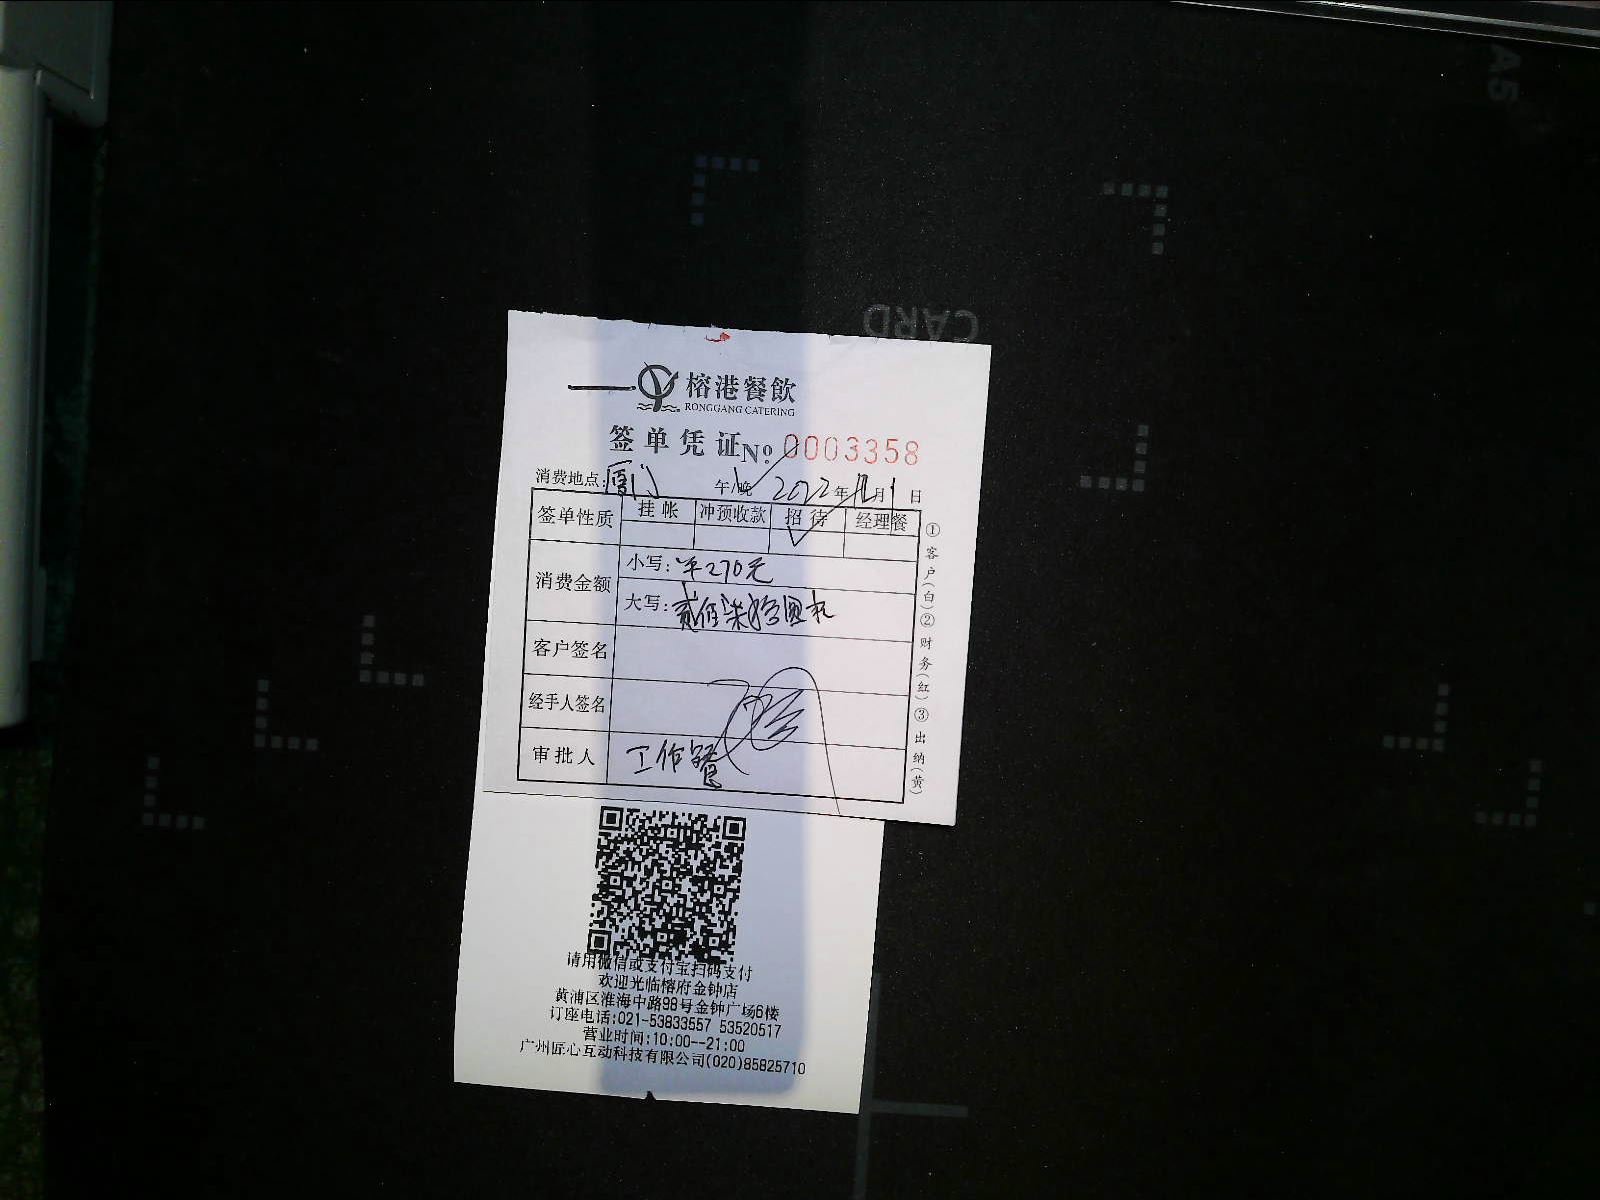 A5
CARD
榕港餐飲
RONGGANG CATERING
签单凭证 No 0003358
消费地点: 午/晚 2022年 月1日
签单性质 挂帐 冲预收款 招待 经理餐
消费金额 小写: ¥270元
大写: 贰佰柒拾圆
客户签名
经手人签名
审批人 工作餐
①客户(白)②财务(红)③出纳(黄)
请用微信或支付宝扫码支付
欢迎光临榕府金钟店
黄浦区淮海中路98号金钟广场6楼
订座电话:021-53833557 53520517
营业时间:10:00--21:00
广州匠心互动科技有限公司(020)85825710